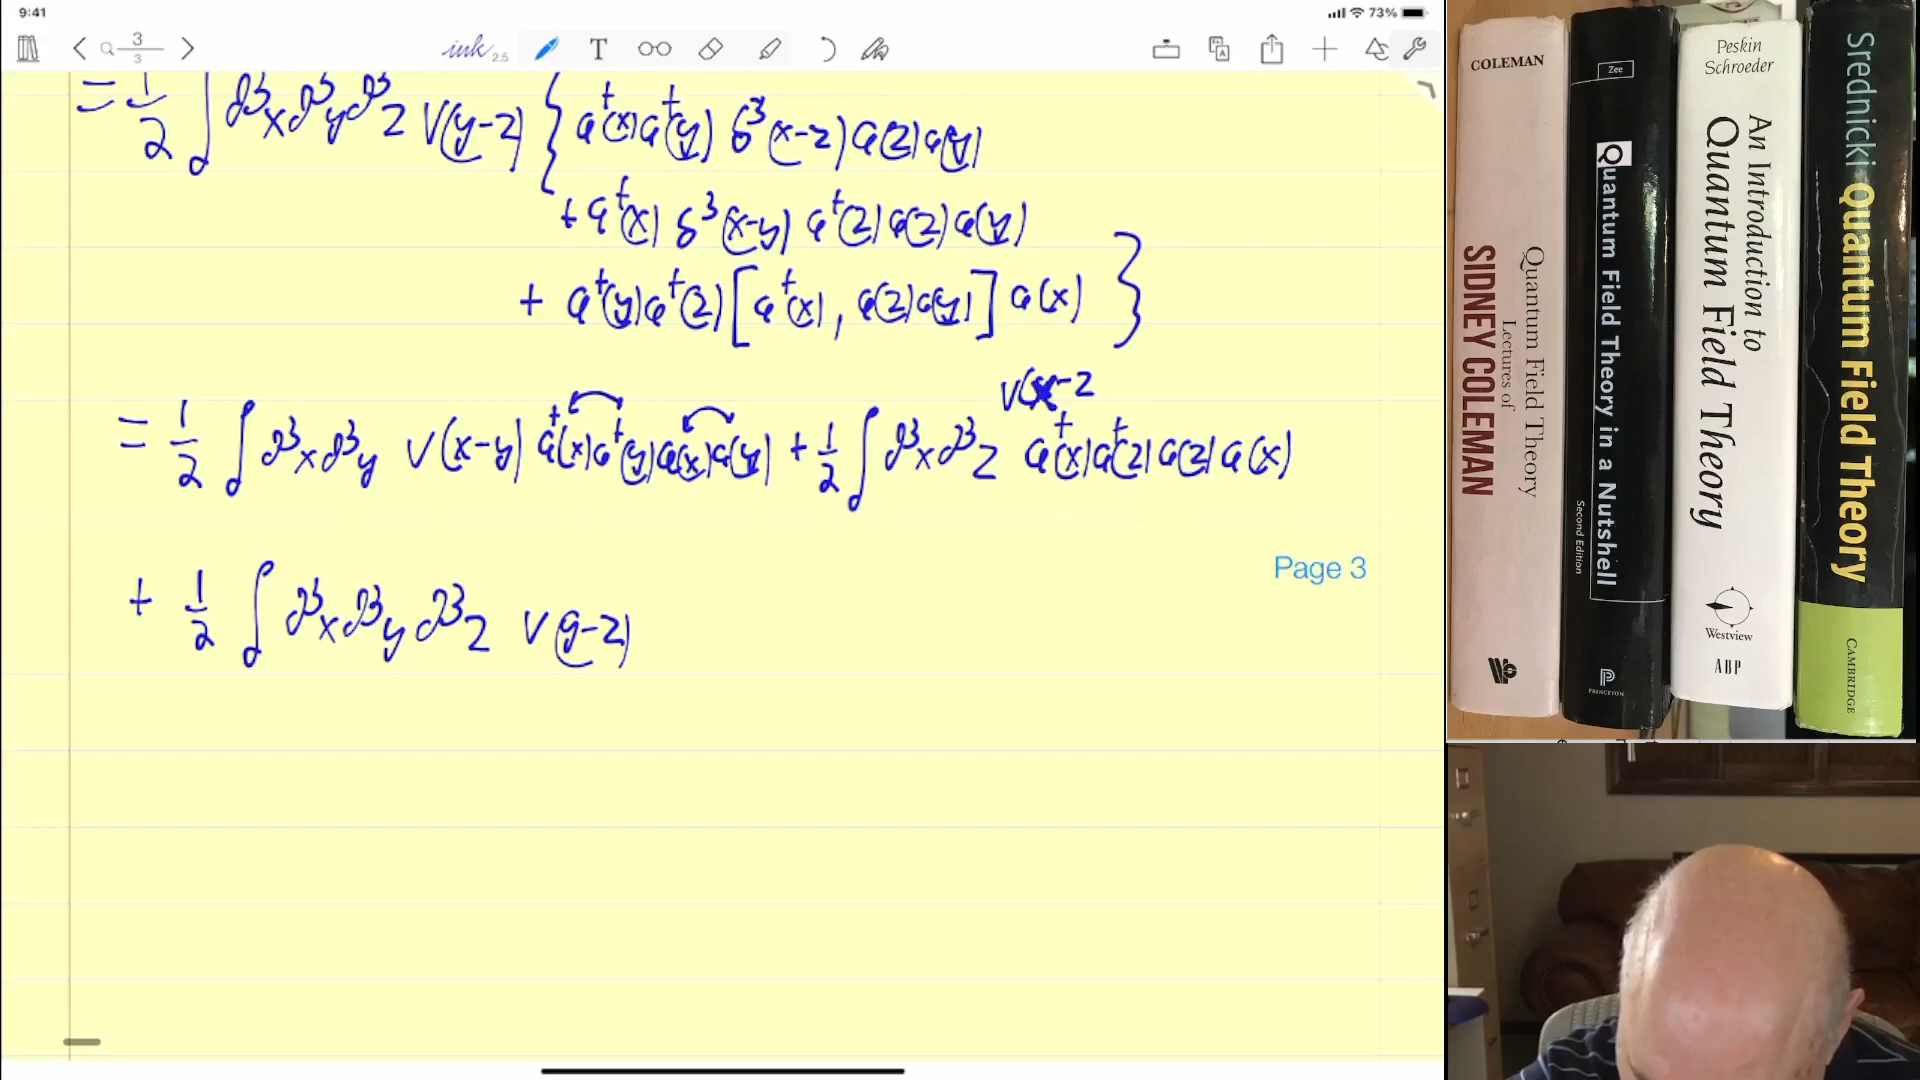 9:41
73%
3
3
ink 2.5
T
= 1/2 ∫ d³x d³y d³z V(y-z) { a†(x) a†(y) δ³(x-z) a(z) a(y)
+ a†(x) δ³(x-y) a†(z) a(z) a(y)
+ a†(y) a†(z) [a†(x), a(z) a(y)] a(x) }
V(x-z
= 1/2 ∫ d³x d³y V(x-y) a†(x) a†(y) a(x) a(y) + 1/2 ∫ d³x d³z a†(x) a†(z) a(z) a(x)
Page 3
+ 1/2 ∫ d³x d³y d³z V(y-z)
COLEMAN
Lectures of
SIDNEY COLEMAN
Quantum Field Theory
Zee
Quantum Field Theory in a Nutshell
Second Edition
PRINCETON
Peskin
Schroeder
An Introduction to
Quantum Field Theory
Westview
ABP
Srednicki Quantum Field Theory
CAMBRIDGE